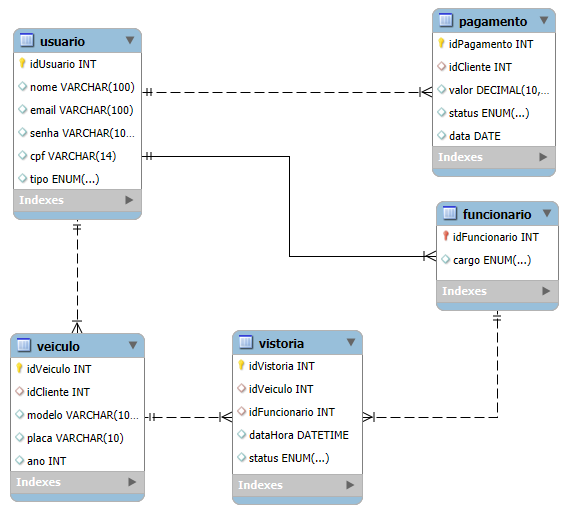 usuario
idUsuario INT
nome VARCHAR(100)
email VARCHAR(100)
senha VARCHAR(10...
cpf VARCHAR(14)
tipo ENUM(...)
Indexes
pagamento
idPagamento INT
idCliente INT
valor DECIMAL(10,...
status ENUM(...)
data DATE
Indexes
funcionario
idFuncionario INT
cargo ENUM(...)
Indexes
veiculo
idVeiculo INT
idCliente INT
modelo VARCHAR(10...
placa VARCHAR(10)
ano INT
Indexes
vistoria
idVistoria INT
idVeiculo INT
idFuncionario INT
dataHora DATETIME
status ENUM(...)
Indexes